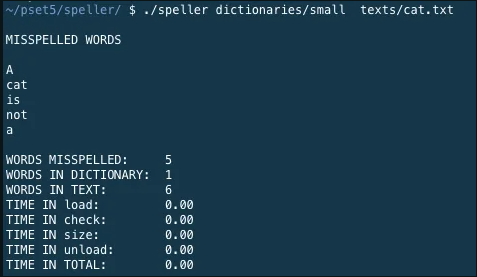 ~/pset5/speller/ $ ./speller dictionaries/small  texts/cat.txt
MISSPELLED WORDS
A
cat
is
not
a
WORDS MISSPELLED:     5
WORDS IN DICTIONARY:  1
WORDS IN TEXT:        6
TIME IN load:         0.00
TIME IN check:        0.00
TIME IN size:         0.00
TIME IN unload:       0.00
TIME IN TOTAL:        0.00